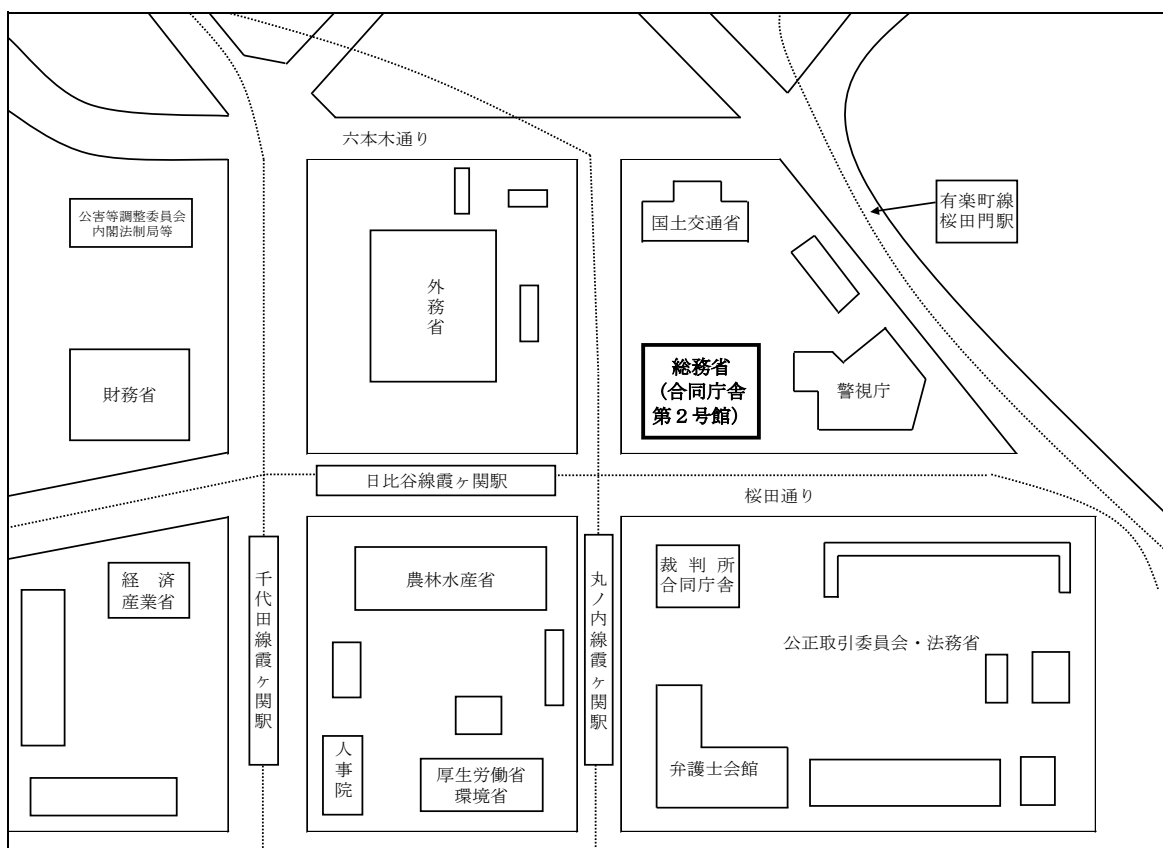 六本木通り
公害等調整委員会
内閣法制局等
国土交通省
有楽町線
桜田門駅
外務省
財務省
総務省
(合同庁舎
第2号館)
警視庁
日比谷線霞ヶ関駅
桜田通り
経済
産業省
千代田線霞ヶ関駅
農林水産省
丸ノ内線霞ヶ関駅
裁判所
合同庁舎
公正取引委員会・法務省
人事院
厚生労働省
環境省
弁護士会館